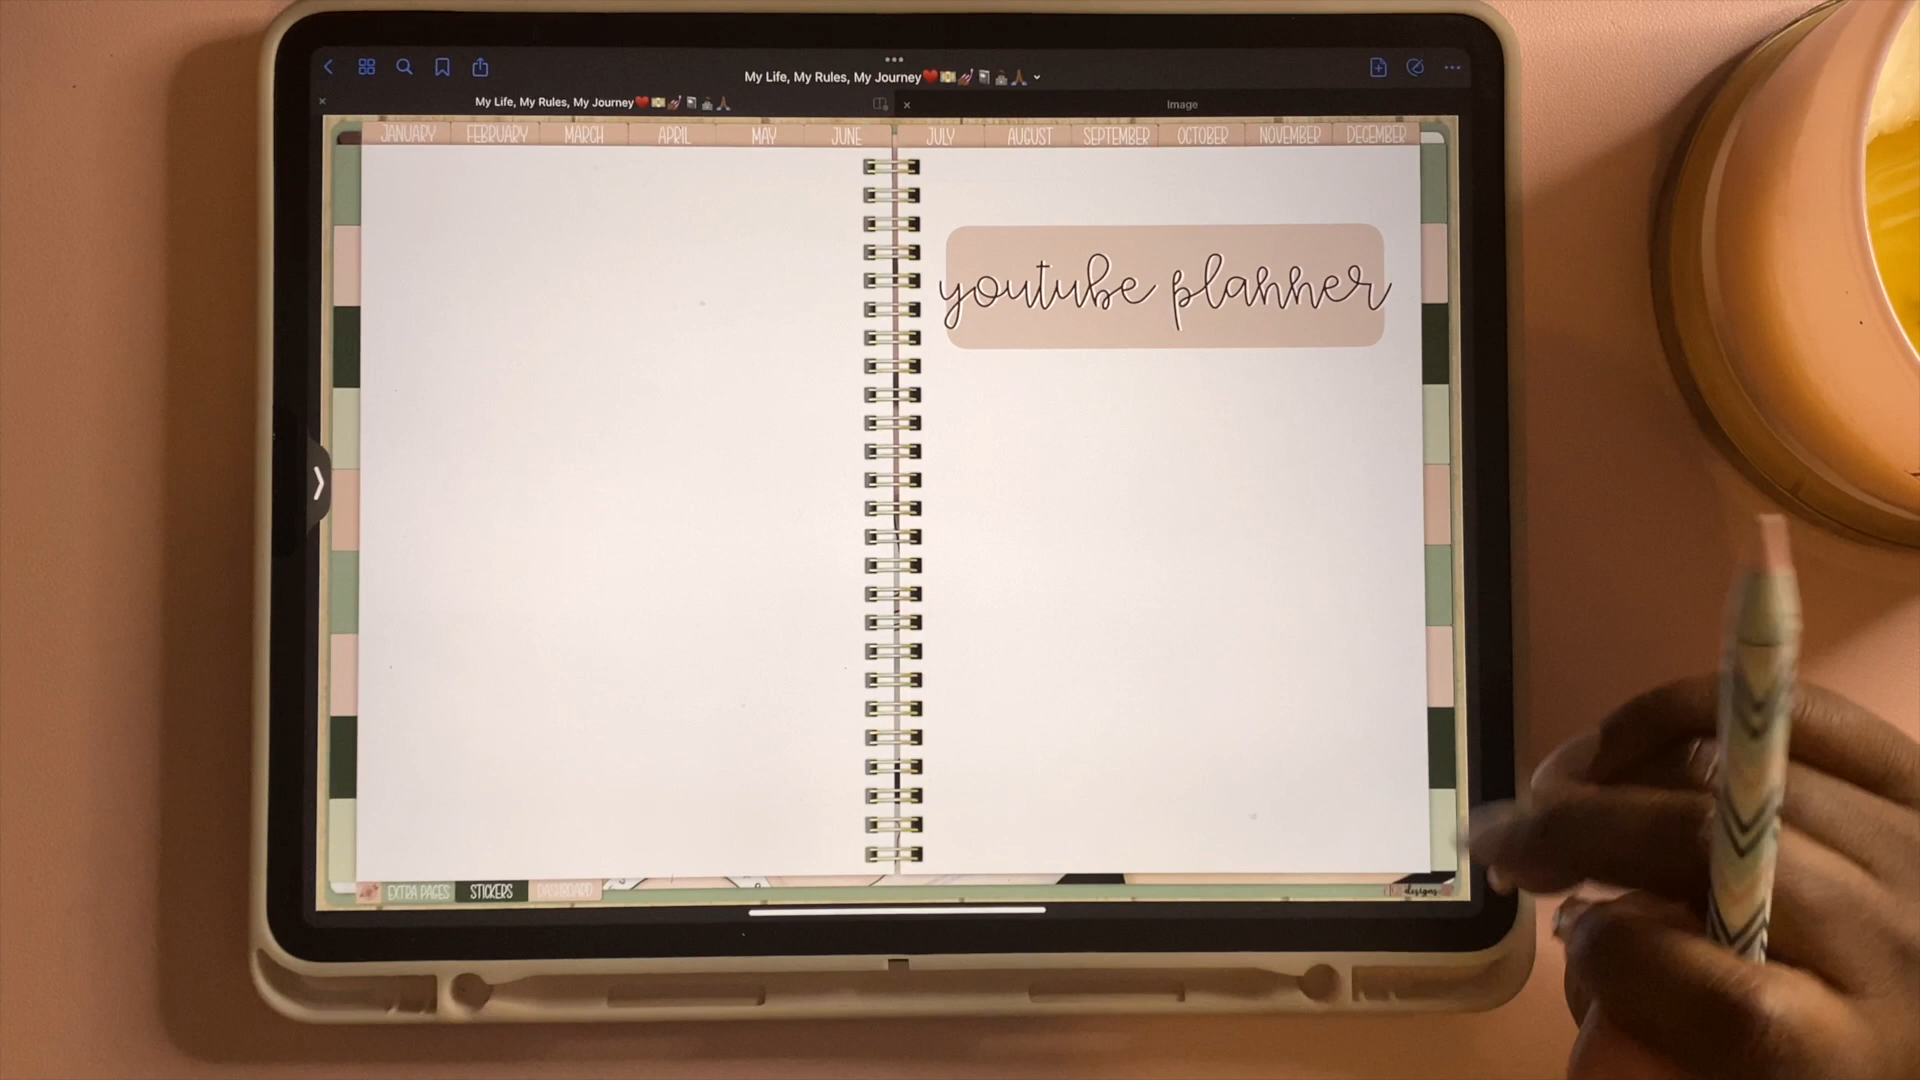 My Life, My Rules, My Journey❤️💵💅🏾📓👩🏾‍💻🙏🏾
My Life, My Rules, My Journey❤️💵💅🏾📓👩🏾‍💻🙏🏾
Image
JANUARY FEBRUARY MARCH APRIL MAY JUNE JULY AUGUST SEPTEMBER OCTOBER NOVEMBER DECEMBER
youtube planner
EXTRA PAGES STICKERS DASHBOARD
designs